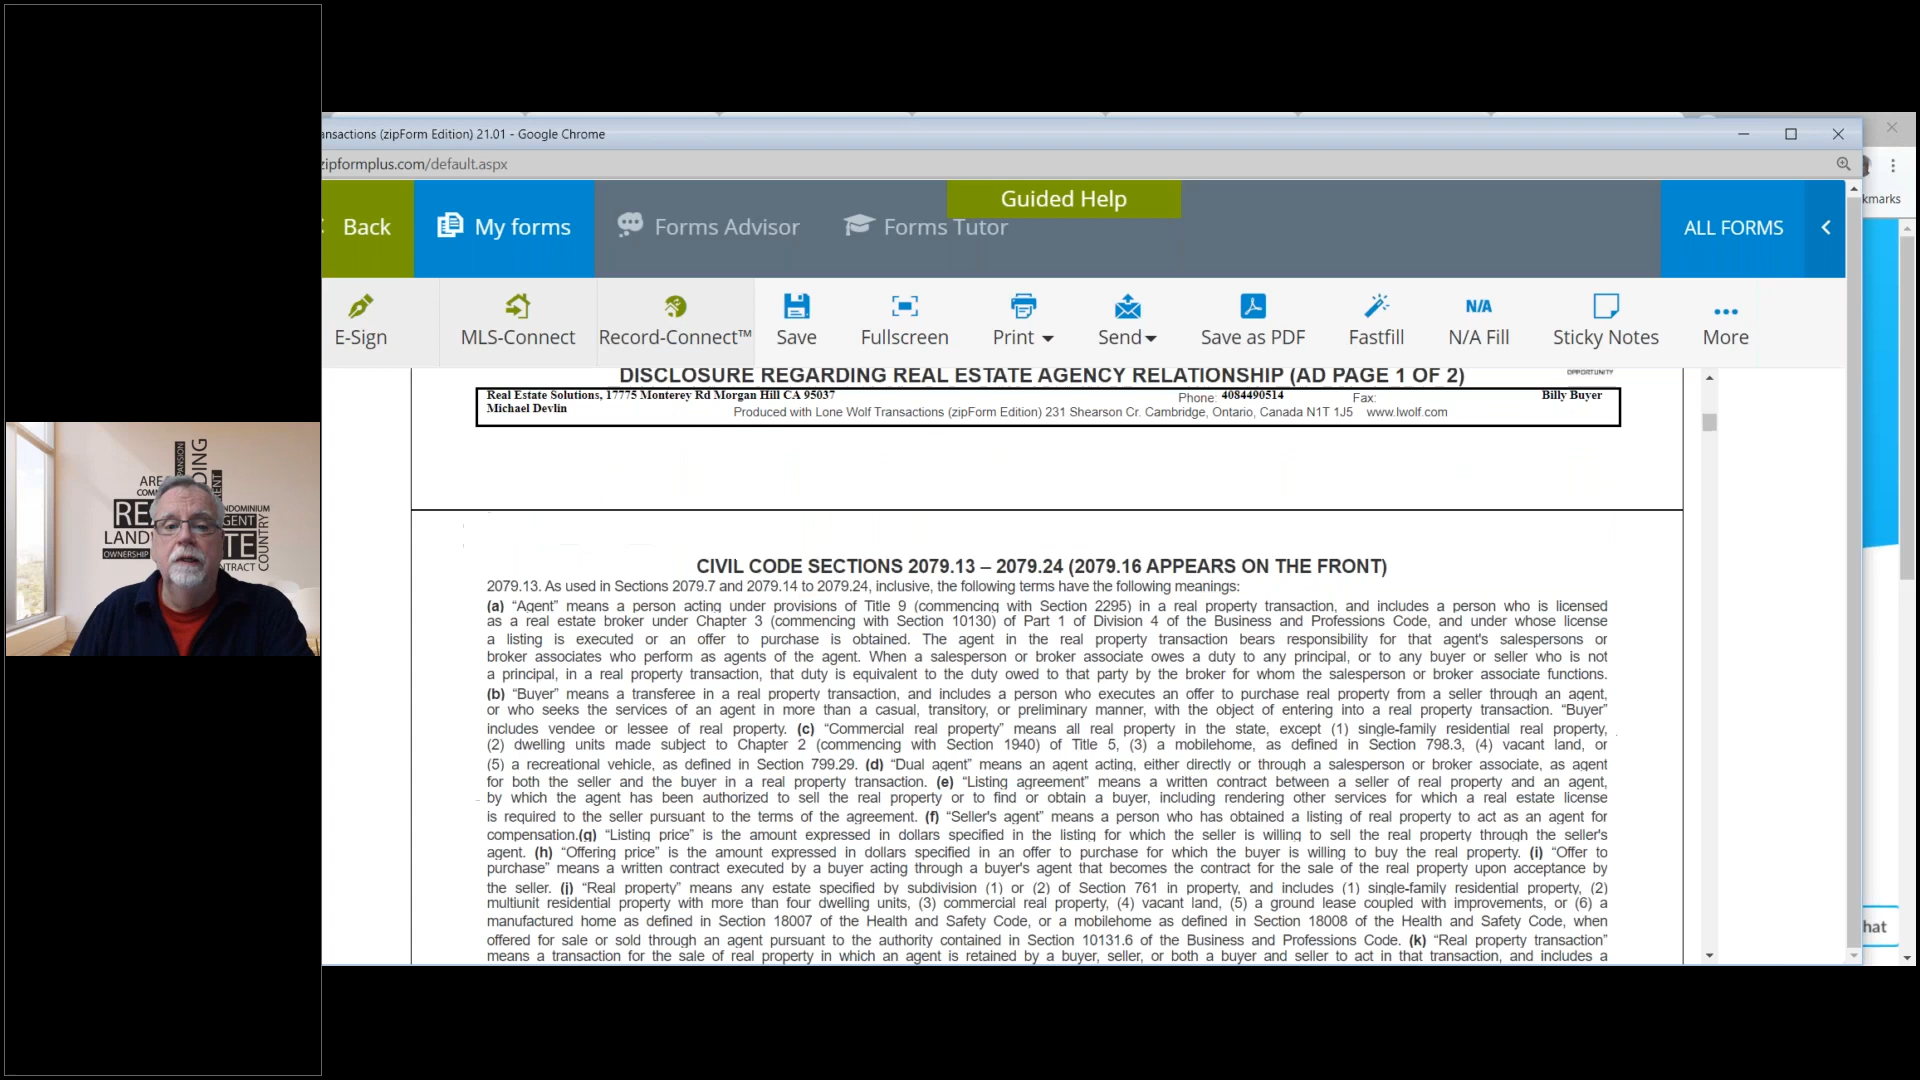 ansactions (zipForm Edition) 21.01 - Google Chrome
zipformplus.com/default.aspx
kmarks
Guided Help
Back
My forms
Forms Advisor
Forms Tutor
ALL FORMS
N/A
E-Sign
MLS-Connect
Record-Connect™
Save
Fullscreen
Print
Send
Save as PDF
Fastfill
N/A Fill
Sticky Notes
More
DISCLOSURE REGARDING REAL ESTATE AGENCY RELATIONSHIP (AD PAGE 1 OF 2)
OPPORTUNITY
Real Estate Solutions, 17775 Monterey Rd Morgan Hill CA 95037 Phone: 4084490514 Fax: Billy Buyer
Michael Devlin Produced with Lone Wolf Transactions (zipForm Edition) 231 Shearson Cr. Cambridge, Ontario, Canada N1T 1J5 www.lwolf.com
CIVIL CODE SECTIONS 2079.13 – 2079.24 (2079.16 APPEARS ON THE FRONT)
2079.13. As used in Sections 2079.7 and 2079.14 to 2079.24, inclusive, the following terms have the following meanings:
(a) “Agent” means a person acting under provisions of Title 9 (commencing with Section 2295) in a real property transaction, and includes a person who is licensed
as a real estate broker under Chapter 3 (commencing with Section 10130) of Part 1 of Division 4 of the Business and Professions Code, and under whose license
a listing is executed or an offer to purchase is obtained. The agent in the real property transaction bears responsibility for that agent's salespersons or
broker associates who perform as agents of the agent. When a salesperson or broker associate owes a duty to any principal, or to any buyer or seller who is not
a principal, in a real property transaction, that duty is equivalent to the duty owed to that party by the broker for whom the salesperson or broker associate functions.
(b) “Buyer” means a transferee in a real property transaction, and includes a person who executes an offer to purchase real property from a seller through an agent,
or who seeks the services of an agent in more than a casual, transitory, or preliminary manner, with the object of entering into a real property transaction. “Buyer”
includes vendee or lessee of real property. (c) “Commercial real property” means all real property in the state, except (1) single-family residential real property,
(2) dwelling units made subject to Chapter 2 (commencing with Section 1940) of Title 5, (3) a mobilehome, as defined in Section 798.3, (4) vacant land, or
(5) a recreational vehicle, as defined in Section 799.29. (d) “Dual agent” means an agent acting, either directly or through a salesperson or broker associate, as agent
for both the seller and the buyer in a real property transaction. (e) “Listing agreement” means a written contract between a seller of real property and an agent,
by which the agent has been authorized to sell the real property or to find or obtain a buyer, including rendering other services for which a real estate license
is required to the seller pursuant to the terms of the agreement. (f) “Seller's agent” means a person who has obtained a listing of real property to act as an agent for
compensation.(g) “Listing price” is the amount expressed in dollars specified in the listing for which the seller is willing to sell the real property through the seller's
agent. (h) “Offering price” is the amount expressed in dollars specified in an offer to purchase for which the buyer is willing to buy the real property. (i) “Offer to
purchase” means a written contract executed by a buyer acting through a buyer's agent that becomes the contract for the sale of the real property upon acceptance by
the seller. (j) “Real property” means any estate specified by subdivision (1) or (2) of Section 761 in property, and includes (1) single-family residential property, (2)
multiunit residential property with more than four dwelling units, (3) commercial real property, (4) vacant land, (5) a ground lease coupled with improvements, or (6) a
manufactured home as defined in Section 18007 of the Health and Safety Code, or a mobilehome as defined in Section 18008 of the Health and Safety Code, when
offered for sale or sold through an agent pursuant to the authority contained in Section 10131.6 of the Business and Professions Code. (k) “Real property transaction”
means a transaction for the sale of real property in which an agent is retained by a buyer, seller, or both a buyer and seller to act in that transaction, and includes a
hat
LAND
OWNERSHIP
AGENT
COUNTRY